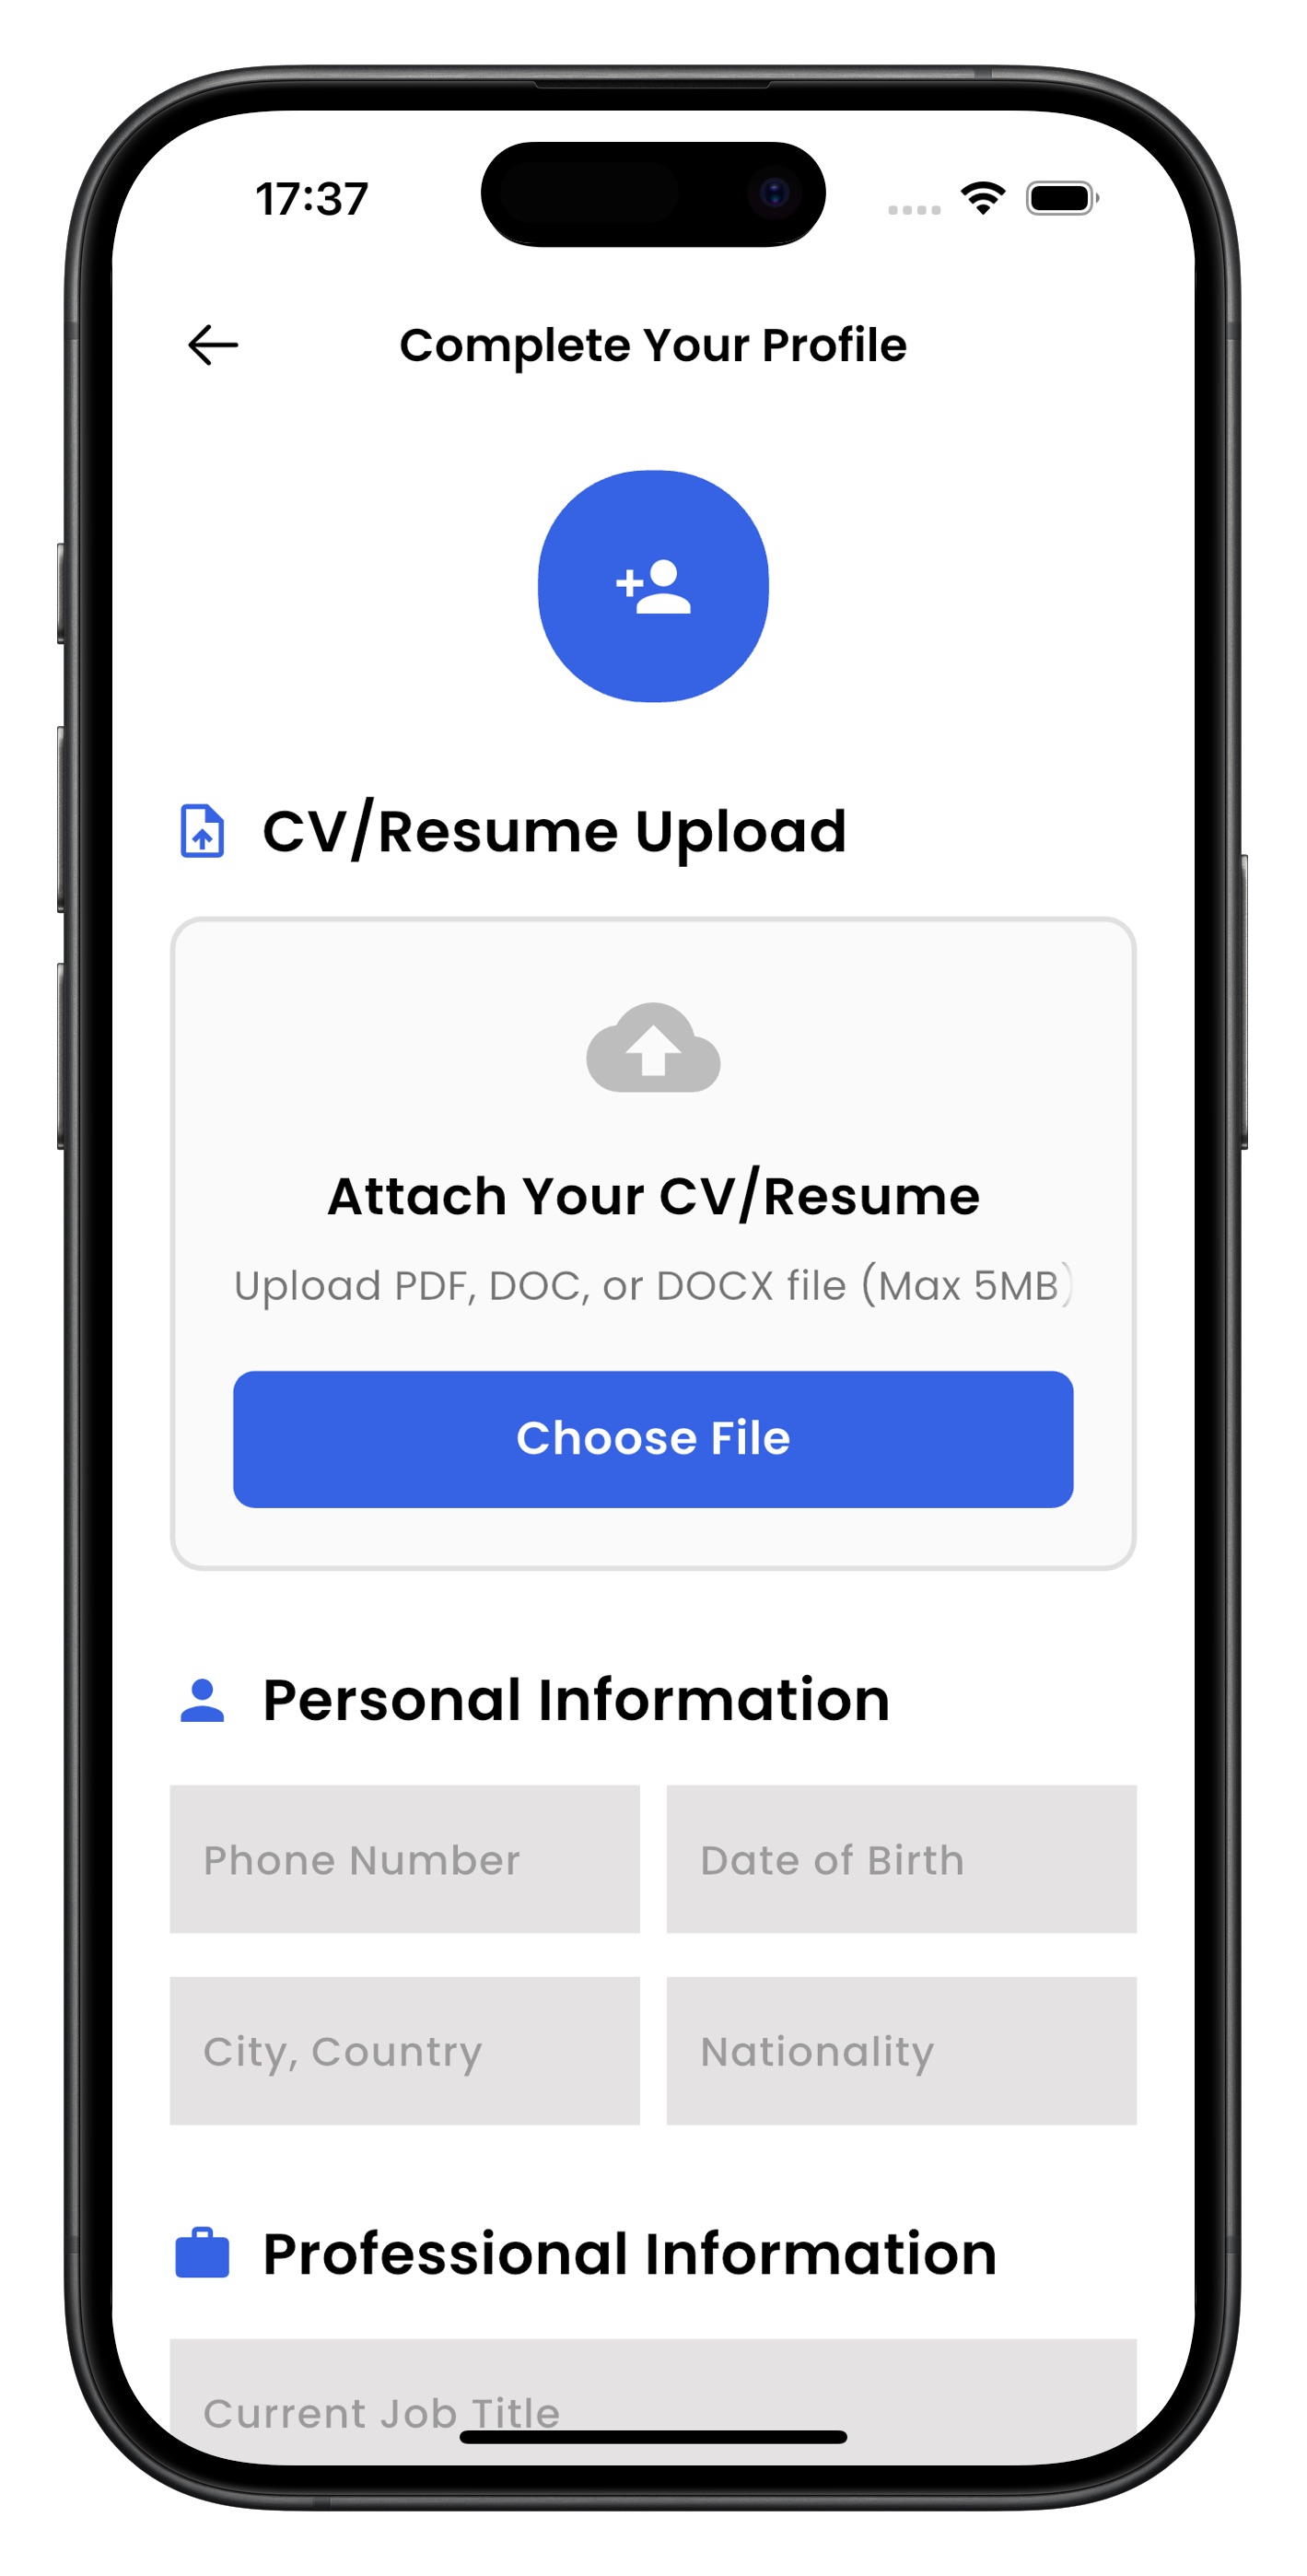 17:37
Complete Your Profile
CV/Resume Upload
Attach Your CV/Resume
Upload PDF, DOC, or DOCX file (Max 5MB)
Choose File
Personal Information
Phone Number
Date of Birth
City, Country
Nationality
Professional Information
Current Job Title